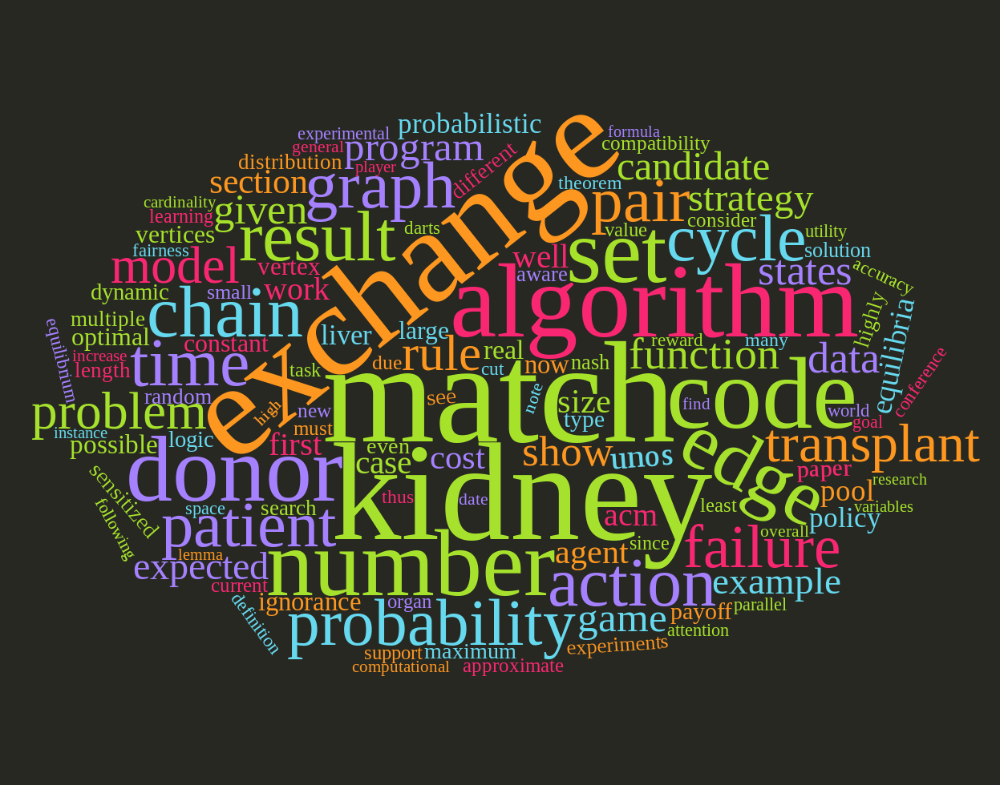 probabilistic
experimental
formula
general
program
compatibility
different
distribution
player
candidate
exchange
section
graph
theorem
pair
strategy
cardinality
learning
given
consider
result
darts
value
set
cycle
utility
vertices
fairness
solution
model
vertex
well
algorithm
aware
states
accuracy
dynamic
small
work
highly
multiple
chain
liver
large
equilibria
optimal
constant
reward
many
equilibrium
increase
length
time
task
due
rule
real
cut
now
nash
function
data
conference
random
high
match
see
note
size
code
find
world
problem
new
type
goal
instance
possible
logic
must
first
even
case
cost
show
unos
edge
transplant
sensitized
donor
kidney
paper
research
following
space
search
thus
date
acm
least
pool
variables
policy
patient
since
overall
lemma
expected
number
agent
failure
current
action
example
definition
ignorance
organ
probability
game
payoff
parallel
attention
support
maximum
experiments
computational
approximate